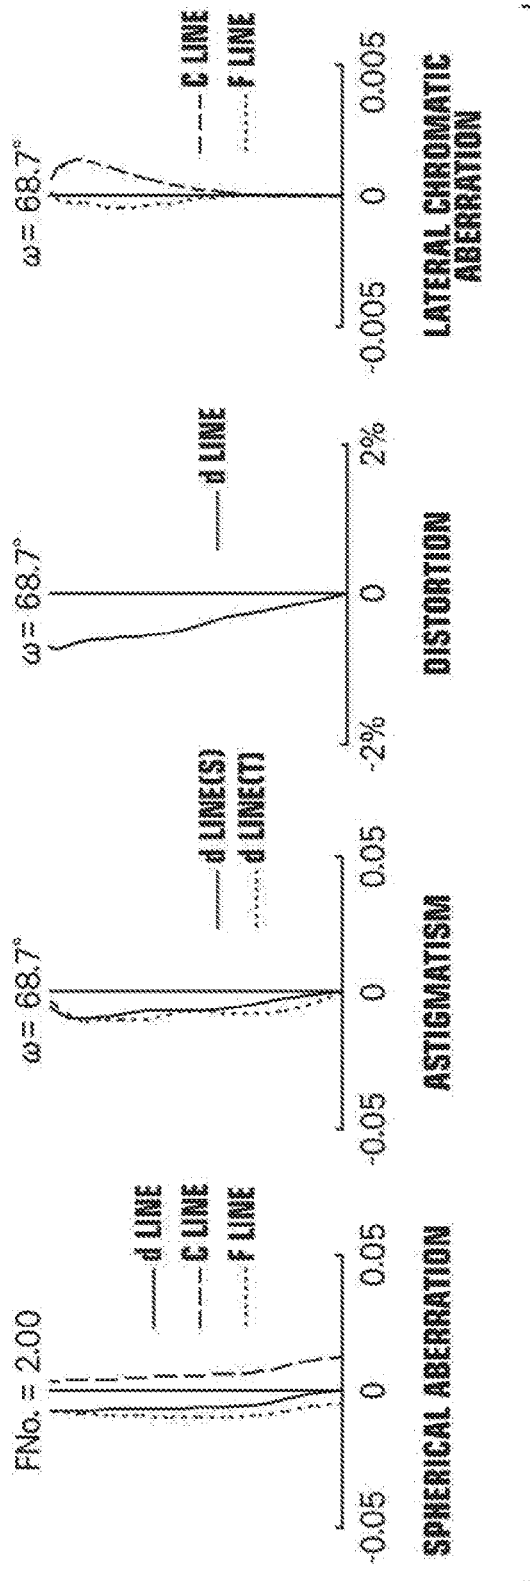 FNo. = 2.00
d LINE
C LINE
F LINE
-0.05 0 0.05
SPHERICAL ABERRATION
ω= 68.7°
d LINE(S)
d LINE(T)
-0.05 0 0.05
ASTIGMATISM
ω= 68.7°
d LINE
-2% 0 2%
DISTORTION
ω= 68.7°
C LINE
F LINE
-0.005 0 0.005
LATERAL CHROMATIC
ABERRATION